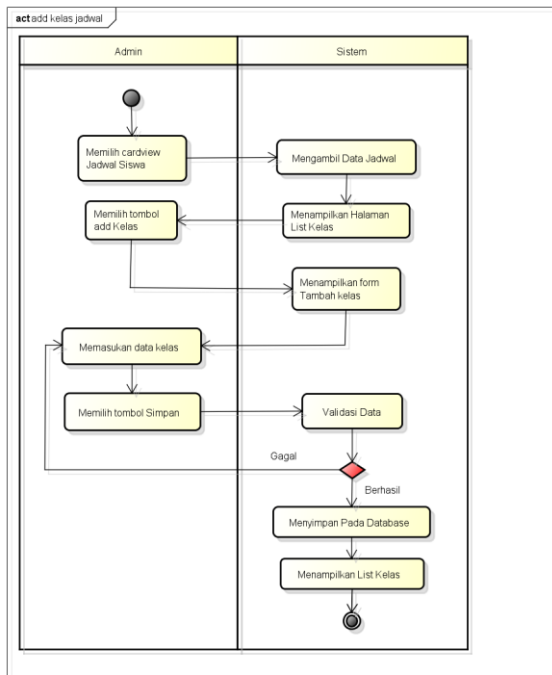 act add kelas jadwal
Admin
Sistem
Memilih cardview
Jadwal Siswa
Mengambil Data Jadwal
Menampilkan Halaman
List Kelas
Memilih tombol
add Kelas
Menampilkan form
Tambah kelas
Memasukan data kelas
Memilih tombol Simpan
Validasi Data
Gagal
Berhasil
Menyimpan Pada Database
Menampilkan List Kelas